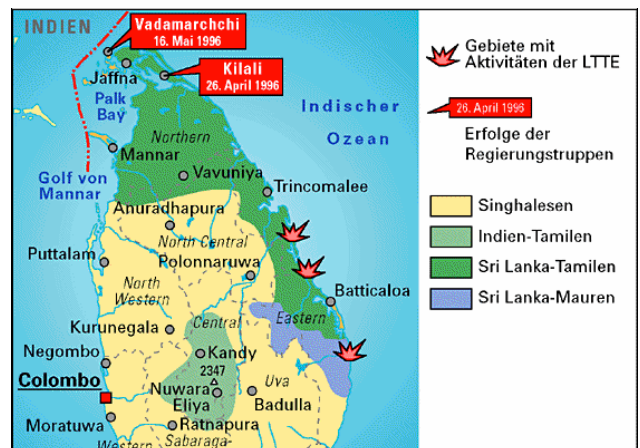 INDIEN
Vadamarchchi
16. Mai 1996
Jaffna
Kilali
26. April 1996
Palk
Bay
Indischer
Ozean
Northern
Mannar
Vavuniya
Golf von
Mannar
Trincomalee
Anuradhapura
North Central
Puttalam
Polonnaruwa
North
Western
Batticaloa
Eastern
Kurunegala
Central
Negombo
Kandy
2347
Colombo
Nuwara
Eliya
Uva
Badulla
Moratuwa
Ratnapura
Western
Sabaraga-
Gebiete mit
Aktivitäten der LTTE
26. April 1996
Erfolge der
Regierungstruppen
Singhalesen
Indien-Tamilen
Sri Lanka-Tamilen
Sri Lanka-Mauren